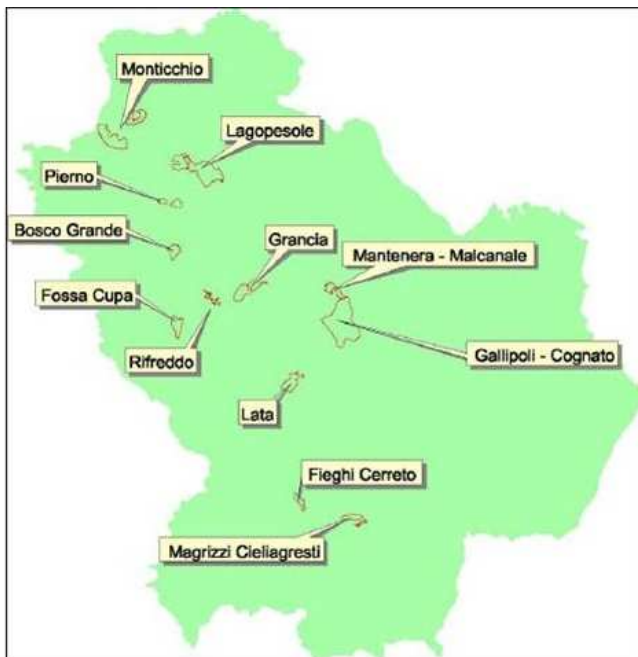 Monticchio
Lagopesole
Pierno
Bosco Grande
Grancia
Mantenera - Malcanale
Fossa Cupa
Rifreddo
Gallipoli - Cognato
Lata
Fieghi Cerreto
Magrizzi Cieliagresti